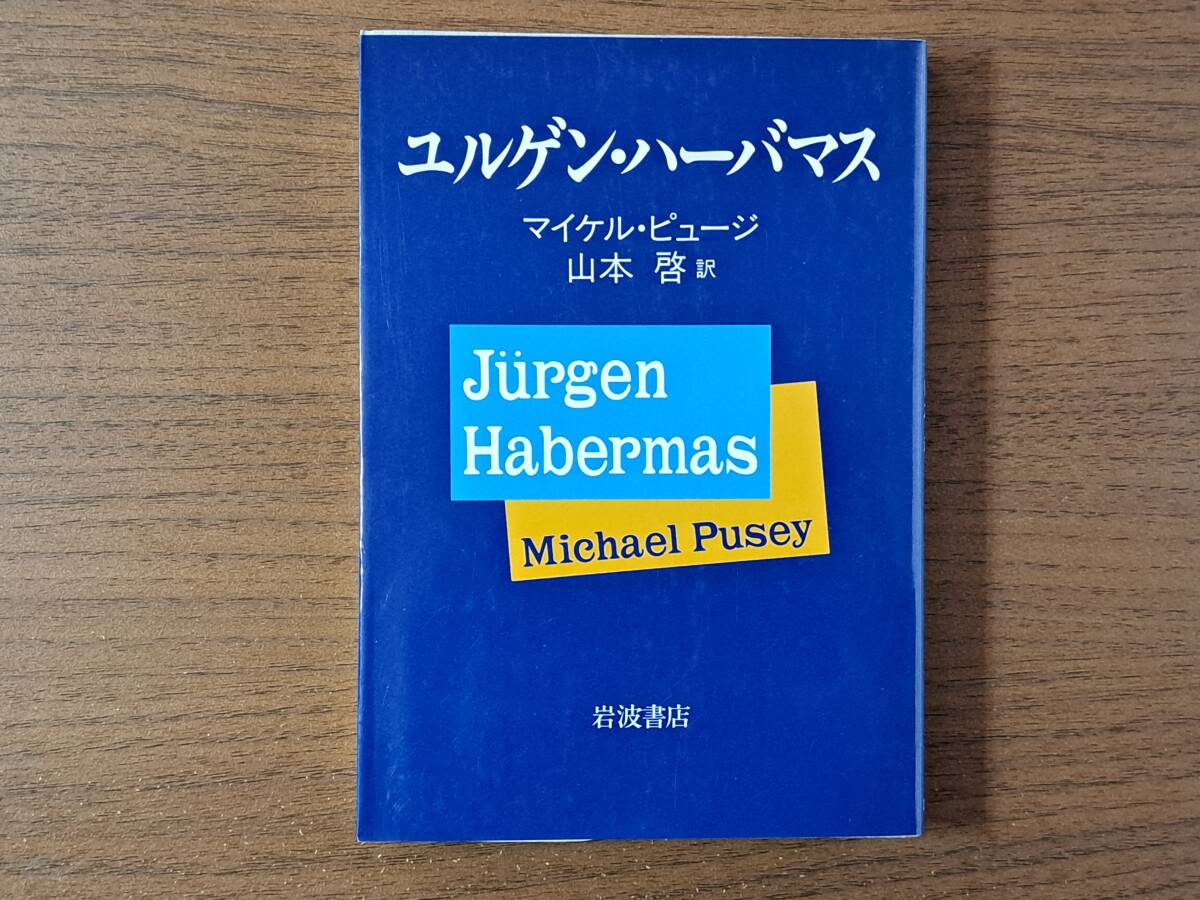 ユルゲン・ハーバマス
マイケル・ピュージ
山本 啓 訳
Jürgen
Habermas
Michael Pusey
岩波書店